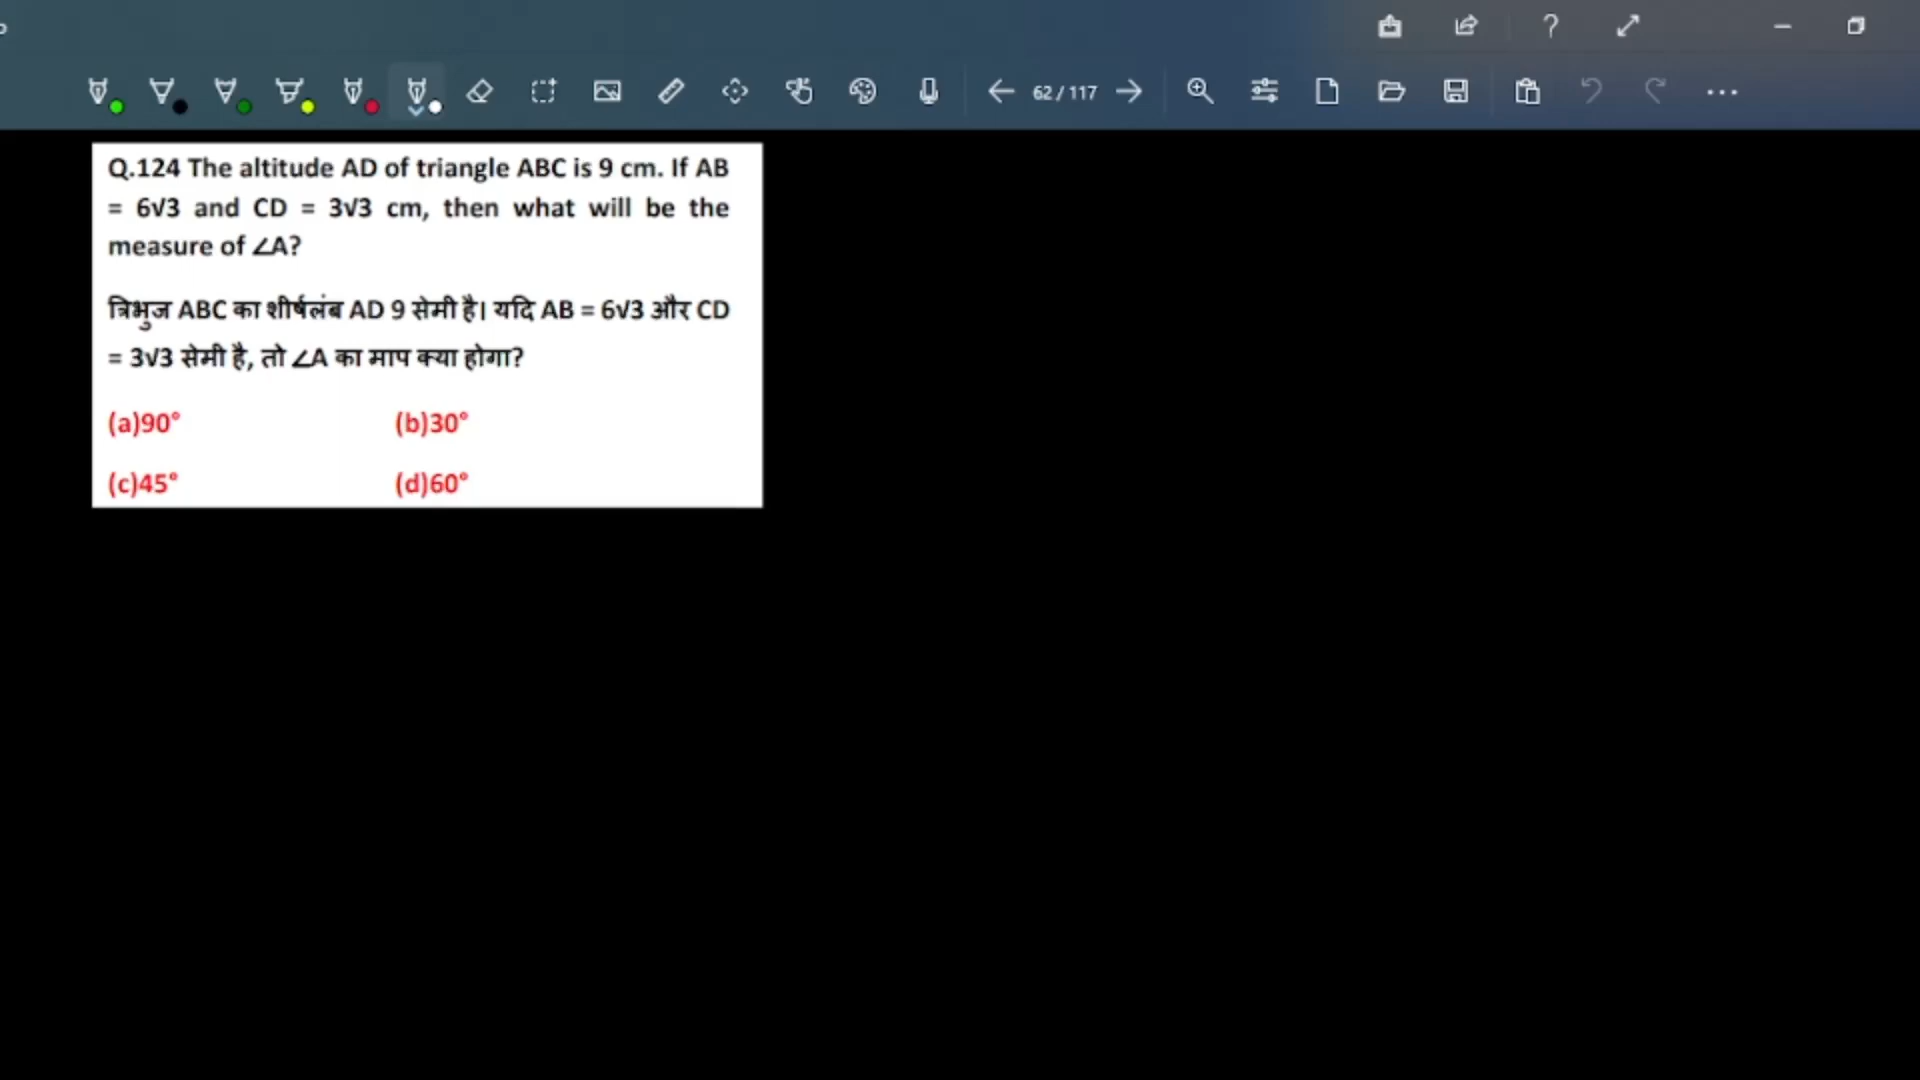 62 / 117
Q.124 The altitude AD of triangle ABC is 9 cm. If AB
= 6√3 and CD = 3√3 cm, then what will be the
measure of ∠A?
त्रिभुज ABC का शीर्षलंब AD 9 सेमी है। यदि AB = 6√3 और CD
= 3√3 सेमी है, तो ∠A का माप क्या होगा?
(a)90° (b)30°
(c)45° (d)60°